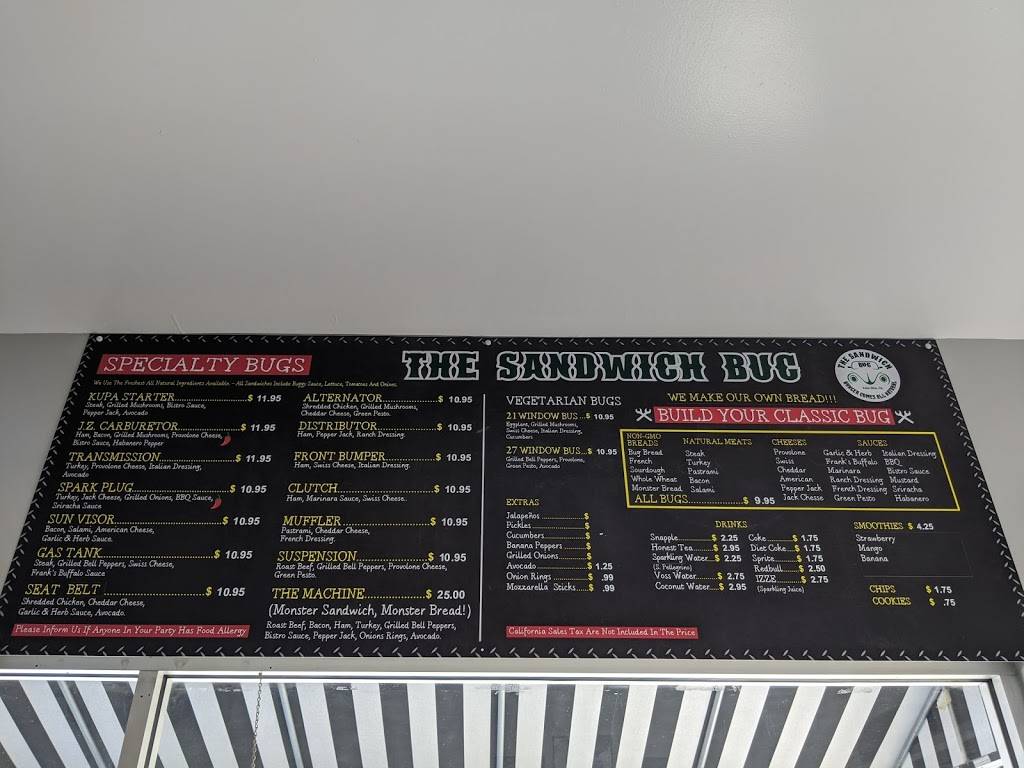 SPECIALTY BUGS
We Use The Freshest All Natural Ingredients Available - All Sandwiches Include Buggy Sauce, Lettuce, Tomatoes And Onions.
KUPA STARTER....$ 11.95
Steak, Grilled Mushrooms, Bistro Sauce,
Pepper Jack, Avocado
J.Z. CARBURETOR....$ 11.95
Ham, Bacon, Grilled Mushrooms, Provolone Cheese,
Bistro Sauce, Habanero Pepper
TRANSMISSION....$ 11.95
Turkey, Provolone Cheese, Italian Dressing,
Avocado
SPARK PLUG....$ 10.95
Turkey, Jack Cheese, Grilled Onions, BBQ Sauce,
Sriracha Sauce
SUN VISOR....$ 10.95
Bacon, Salami, American Cheese,
Garlic & Herb Sauce.
GAS TANK....$ 10.95
Steak, Grilled Bell Peppers, Swiss Cheese,
Frank's Buffalo Sauce
SEAT BELT....$ 10.95
Shredded Chicken, Cheddar Cheese,
Garlic & Herb Sauce, Avocado.
Please Inform Us If Anyone In Your Party Has Food Allergy
THE SANDWICH BUG
ALTERNATOR....$ 10.95
Shredded Chicken, Grilled Mushrooms,
Cheddar Cheese, Green Pesto.
DISTRIBUTOR....$ 10.95
Ham, Pepper Jack, Ranch Dressing.
FRONT BUMPER....$ 10.95
Ham, Swiss Cheese, Italian Dressing.
CLUTCH....$ 10.95
Ham, Marinara Sauce, Swiss Cheese.
MUFFLER....$ 10.95
Pastrami, Cheddar Cheese,
French Dressing.
SUSPENSION....$ 10.95
Roast Beef, Grilled Bell Peppers, Provolone Cheese,
Green Pesto.
THE MACHINE....$ 25.00
(Monster Sandwich, Monster Bread!)
Roast Beef, Bacon, Ham, Turkey, Grilled Bell Peppers,
Bistro Sauce, Pepper Jack, Onions Rings, Avocado.
VEGETARIAN BUGS
21 WINDOW BUS...$ 10.95
Eggplant, Grilled Mushrooms,
Swiss Cheese, Italian Dressing,
Cucumbers
27 WINDOW BUS...$ 10.95
Grilled Bell Peppers, Provolone,
Green Pesto, Avocado
EXTRAS
Jalapeños....$
Pickles....$
Cucumbers....$
Banana Peppers....$
Grilled Onions....$
Avocado....$ 1.25
Onion Rings....$ .99
Mozzarella Sticks....$ .99
California Sales Tax Are Not Included In The Price
WE MAKE OUR OWN BREAD!!!
BUILD YOUR CLASSIC BUG
NON-GMO
BREADS
Bug Bread
French
Sourdough
Whole Wheat
Monster Bread
NATURAL MEATS
Steak
Turkey
Pastrami
Ham
Bacon
Salami
CHEESES
Provolone
Swiss
Cheddar
American
Pepper Jack
Jack Chesse
SAUCES
Garlic & Herb
Frank's Buffalo
Marinara
Ranch Dressing
French Dressing
Green Pesto
Italian Dressing
BBQ
Bistro Sauce
Mustard
Sriracha
Habanero
ALL BUGS....$ 9.95
DRINKS
Snapple....$ 2.25
Honest Tea....$ 2.95
Sparkling Water...$ 2.25
(S. Pellegrino)
Voss Water....$ 2.75
Coconut Water...$ 2.95
Coke....$ 1.75
Diet Coke...$ 1.75
Sprite....$ 1.75
Redbull....$ 2.50
IZZE....$ 2.75
(Sparkling Juice)
SMOOTHIES $ 4.25
Strawberry
Mango
Banana
CHIPS $ 1.75
COOKIES $ .75
THE SANDWICH
BUG